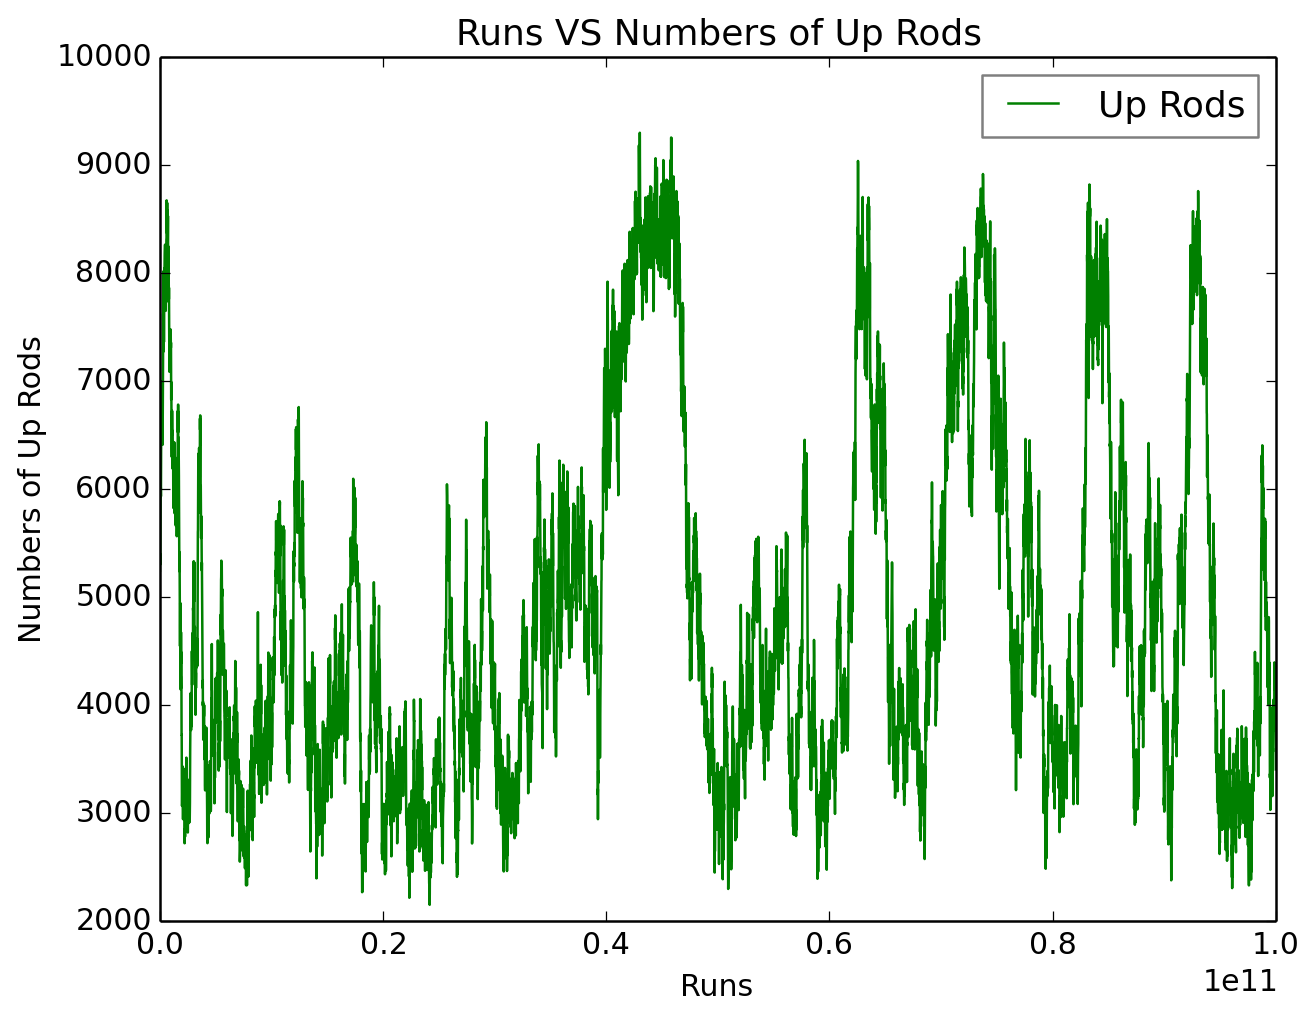 Runs VS Numbers of Up Rods
10000
9000
8000
7000
6000
5000
4000
3000
2000
Numbers of Up Rods
Up Rods
0.0 0.2 0.4 0.6 0.8 1.0
1e11
Runs